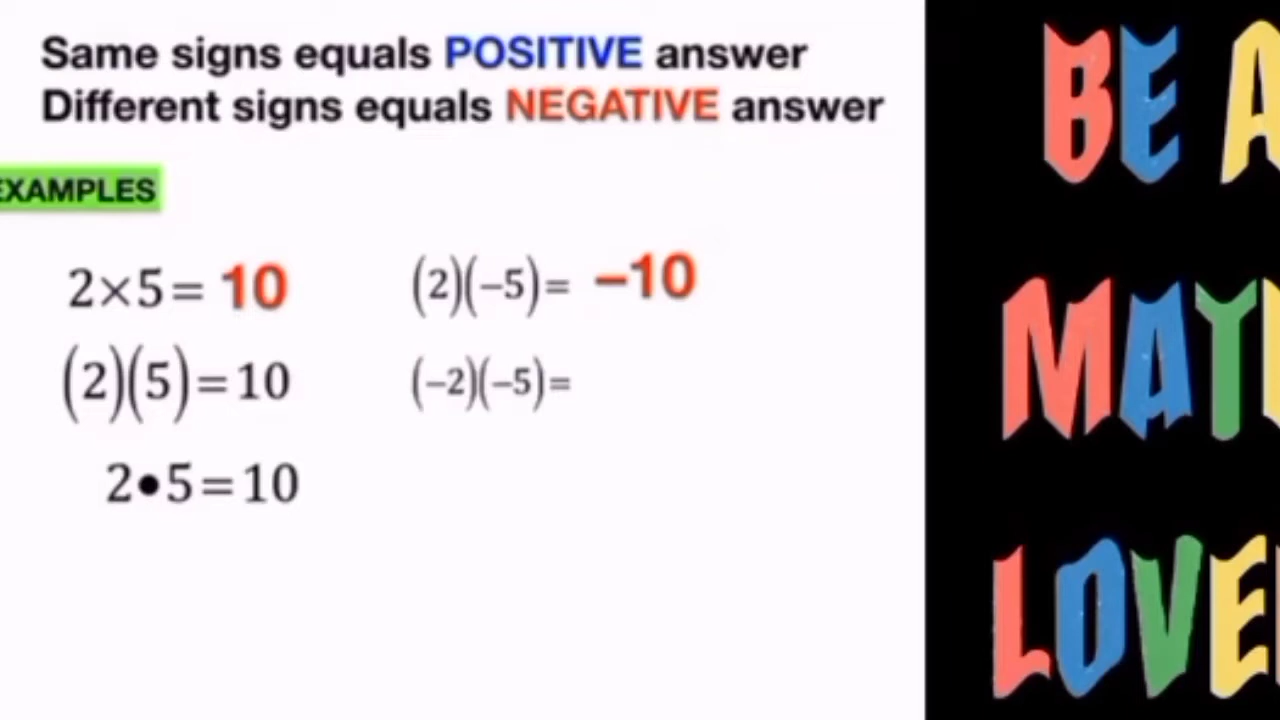 Same signs equals POSITIVE answer
Different signs equals NEGATIVE answer
EXAMPLES
2×5= 10
(2)(5)=10
2•5=10
(2)(−5)= −10
(−2)(−5)=
BE A
MAT
LOVE